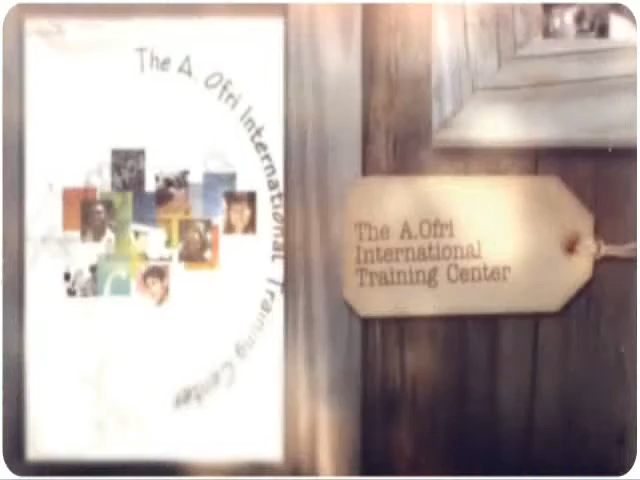 The A. Ofri International Training Center
The A.Ofri
International
Training Center